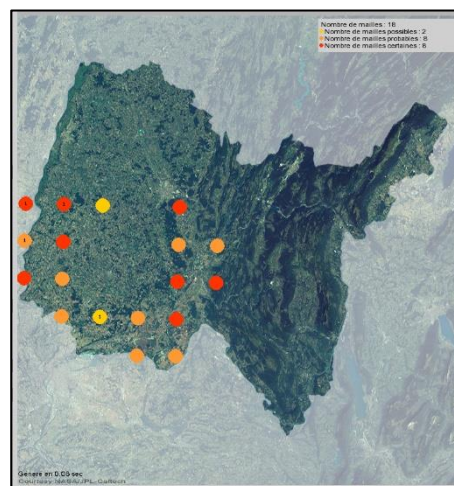 Nombre de mailles : 18
Nombre de mailles possibles : 2
Nombre de mailles probables : 8
Nombre de mailles certaines : 8
Généré en 0.03 sec
Courtesy NASA/JPL-Caltech